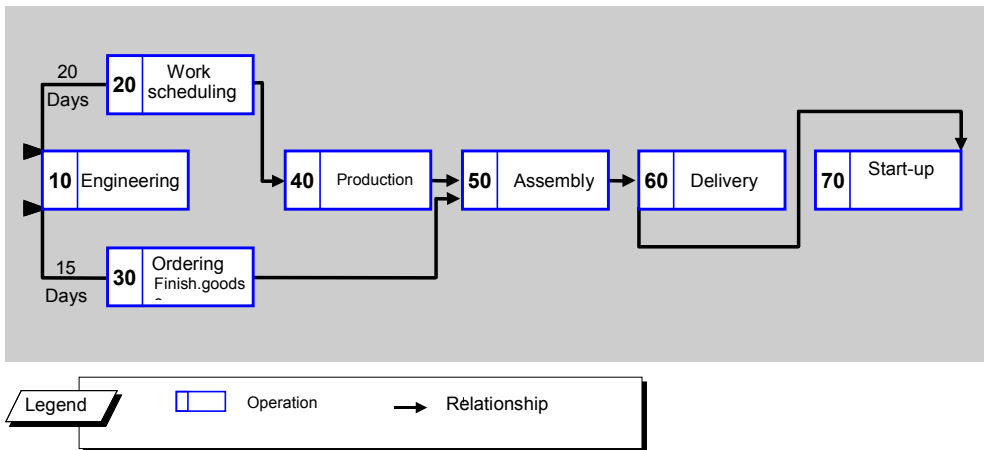 20
Days
20
Work
scheduling
10
Engineering
40
Production
50
Assembly
60
Delivery
70
Start-up
15
Days
30
Ordering
Finish.goods
Legend
Operation
Relationship